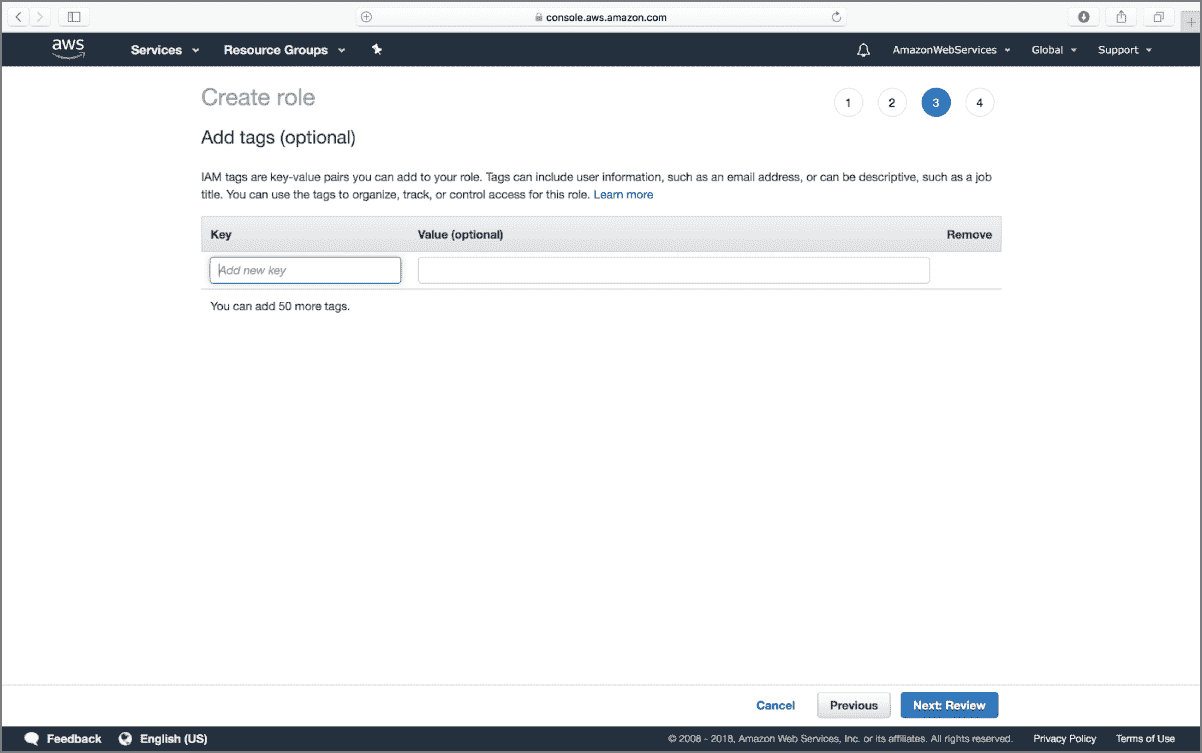 console.aws.amazon.com
aws Services Resource Groups AmazonWebServices Global Support
Create role 1 2 3 4
Add tags (optional)
IAM tags are key-value pairs you can add to your role. Tags can include user information, such as an email address, or can be descriptive, such as a job
title. You can use the tags to organize, track, or control access for this role. Learn more
Key Value (optional) Remove
Add new key
You can add 50 more tags.
Cancel Previous Next: Review
Feedback English (US) © 2008 - 2018, Amazon Web Services, Inc. or its affiliates. All rights reserved. Privacy Policy Terms of Use